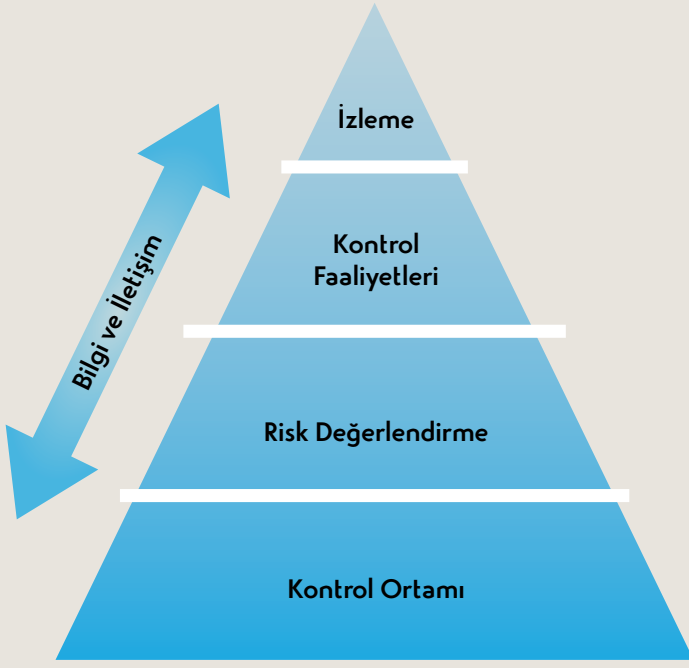 İzleme
Kontrol
Faaliyetleri
Bilgi ve İletişim
Risk Değerlendirme
Kontrol Ortamı